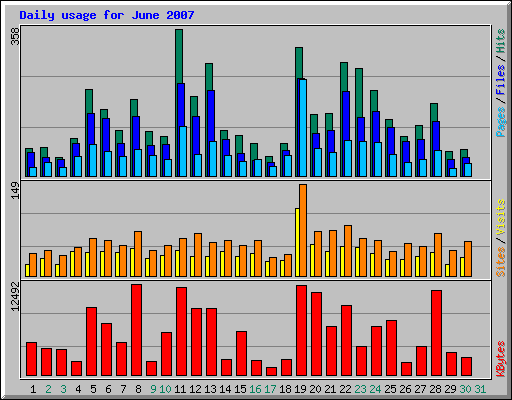 Daily usage for June 2007
358
Pages / Files / Hits
149
Sites / Visits
12492
KBytes
1 2 3 4 5 6 7 8 9 10 11 12 13 14 15 16 17 18 19 20 21 22 23 24 25 26 27 28 29 30 31